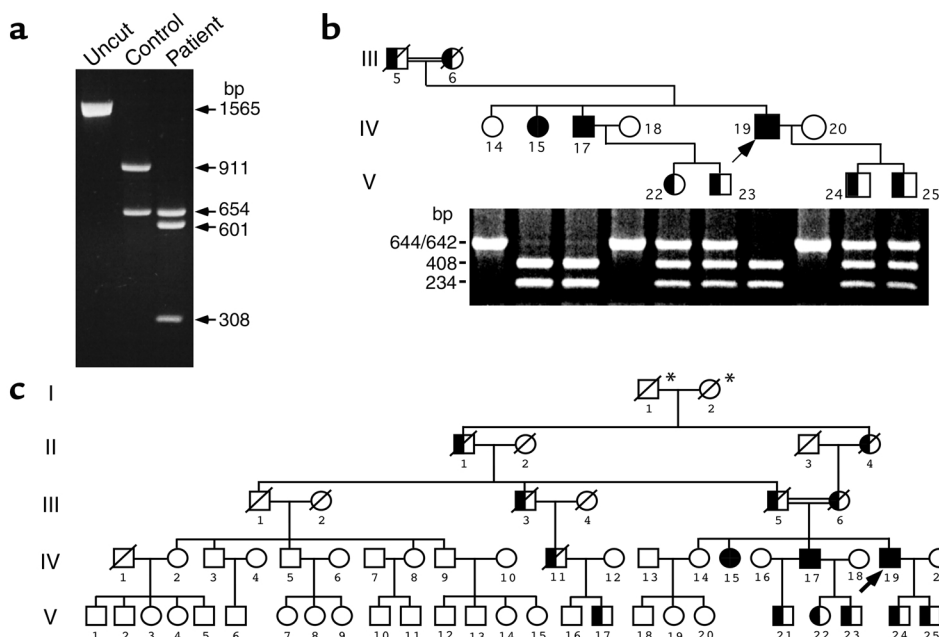 a
Uncut Control Patient
bp
1565
911
654
601
308
b
III
5 6
IV
14 15 17 18 19 20
V
22 23 24 25
bp
644/642
408
234
c
I
* *
1 2
II
1 2 3 4
III
1 2 3 4 5 6
IV
1 2 3 4 5 6 7 8 9 10 11 12 13 14 15 16 17 18 19 2
V
1 2 3 4 5 6 7 8 9 10 11 12 13 14 15 16 17 18 19 20 21 22 23 24 25